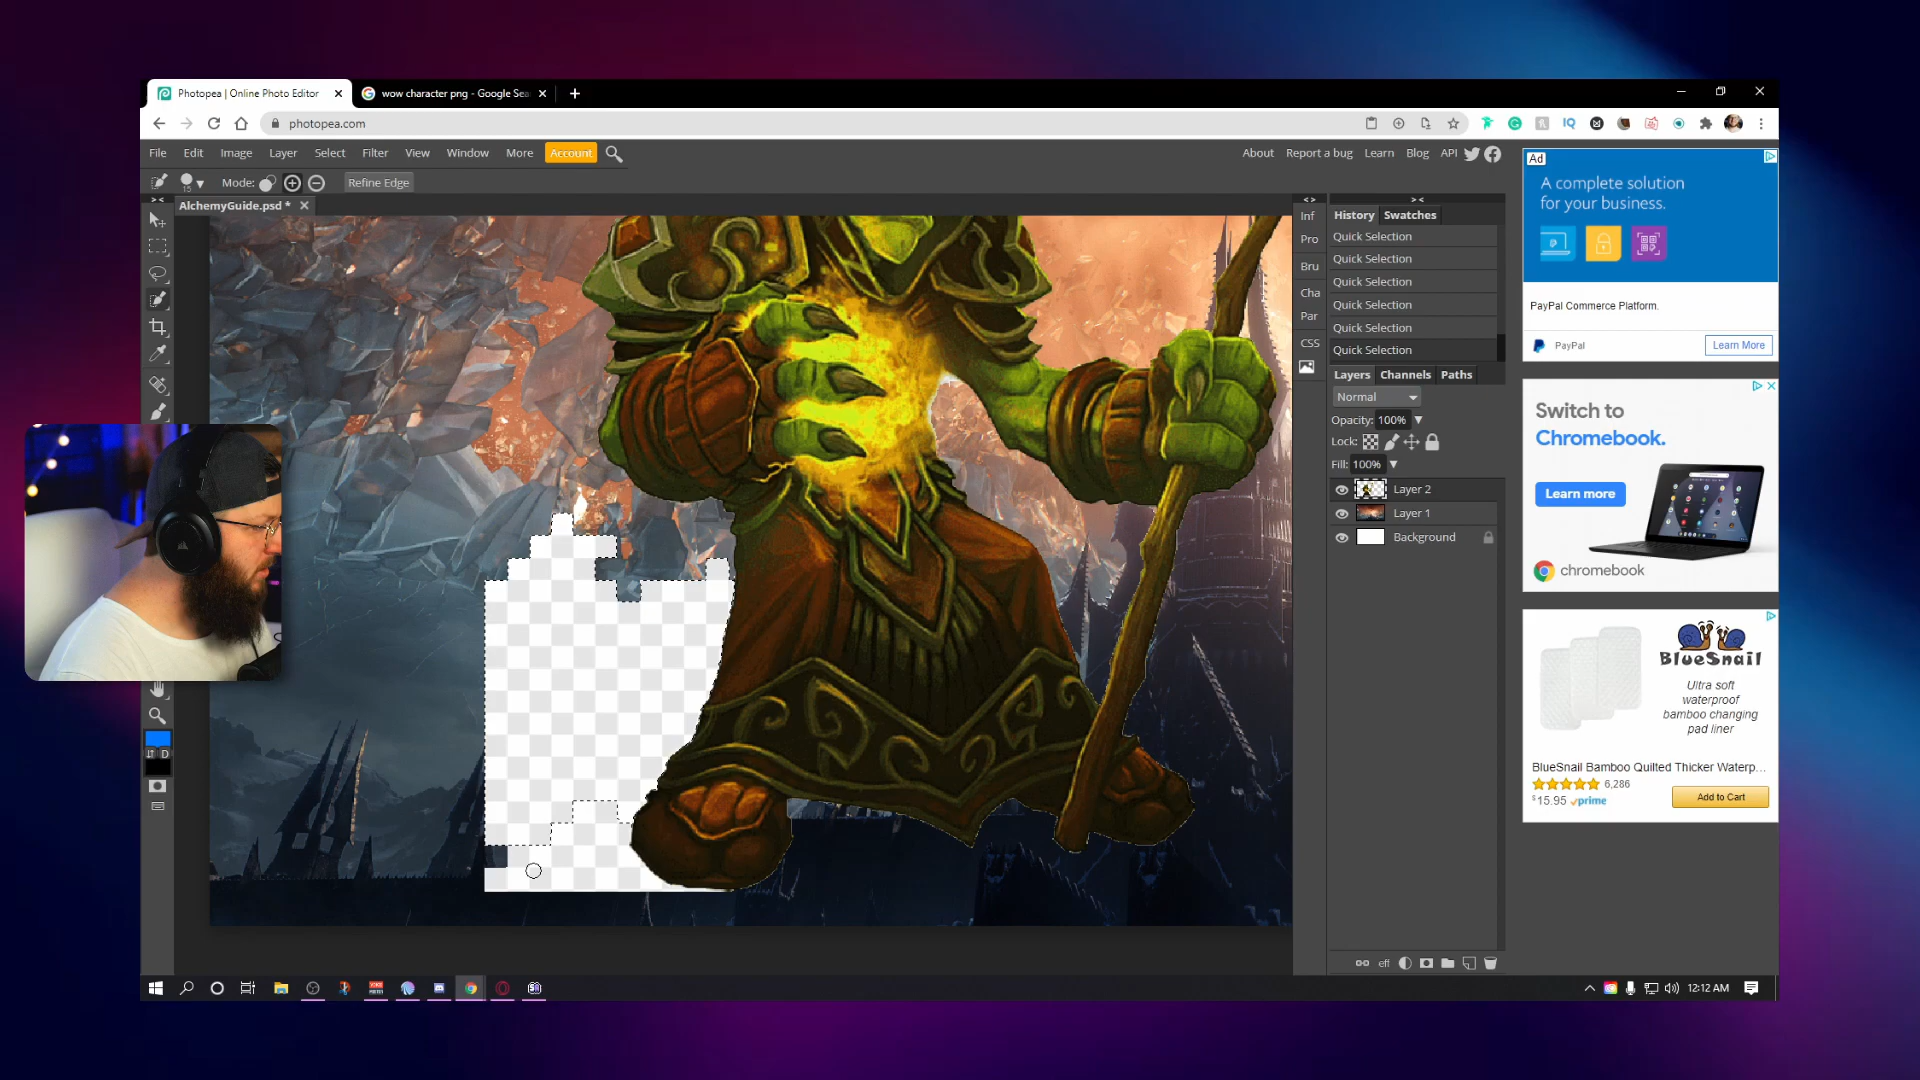 Photopea | Online Photo Editor
wow character png - Google Sea
photopea.com
File Edit Image Layer Select Filter View Window More Account
About Report a bug Learn Blog API
15
Mode: Refine Edge
AlchemyGuide.psd *
> <
< >
> <
Inf
Pro
Bru
Cha
Par
CSS
History Swatches
Quick Selection
Quick Selection
Quick Selection
Quick Selection
Quick Selection
Quick Selection
Layers Channels Paths
Normal
Opacity: 100%
Lock:
Fill: 100%
Layer 2
Layer 1
Background
eff
D
Ad
A complete solution
for your business.
PayPal Commerce Platform.
PayPal
Learn More
Switch to
Chromebook.
Learn more
chromebook
BlueSnail
Ultra soft
waterproof
bamboo changing
pad liner
BlueSnail Bamboo Quilted Thicker Waterp...
6,286
$15.95 prime
Add to Cart
12:12 AM